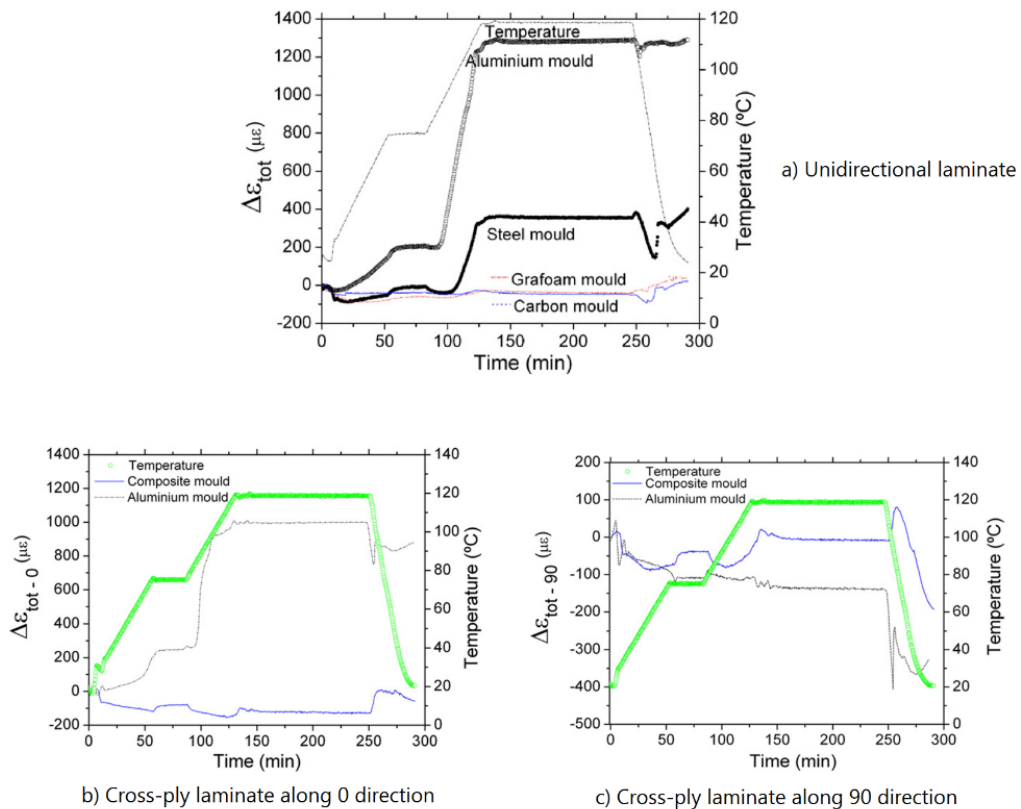 1400
1200
1000
800
600
400
200
0
-200
Δεtot (με)
Temperature
Aluminium mould
Steel mould
Grafoam mould
Carbon mould
120
100
80
60
40
20
0
Temperature (ºC)
0 50 100 150 200 250 300
Time (min)
a) Unidirectional laminate
1400
1200
1000
800
600
400
200
0
-200
Δεtot - 0 (με)
Temperature
Composite mould
Aluminium mould
140
120
100
80
60
40
20
0
Temperature (ºC)
0 50 100 150 200 250 300
Time (min)
b) Cross-ply laminate along 0 direction
200
100
0
-100
-200
-300
-400
-500
Δεtot - 90 (με)
Temperature
Composite mould
Aluminium mould
140
120
100
80
60
40
20
0
Temperature (ºC)
0 50 100 150 200 250 300
Time (min)
c) Cross-ply laminate along 90 direction